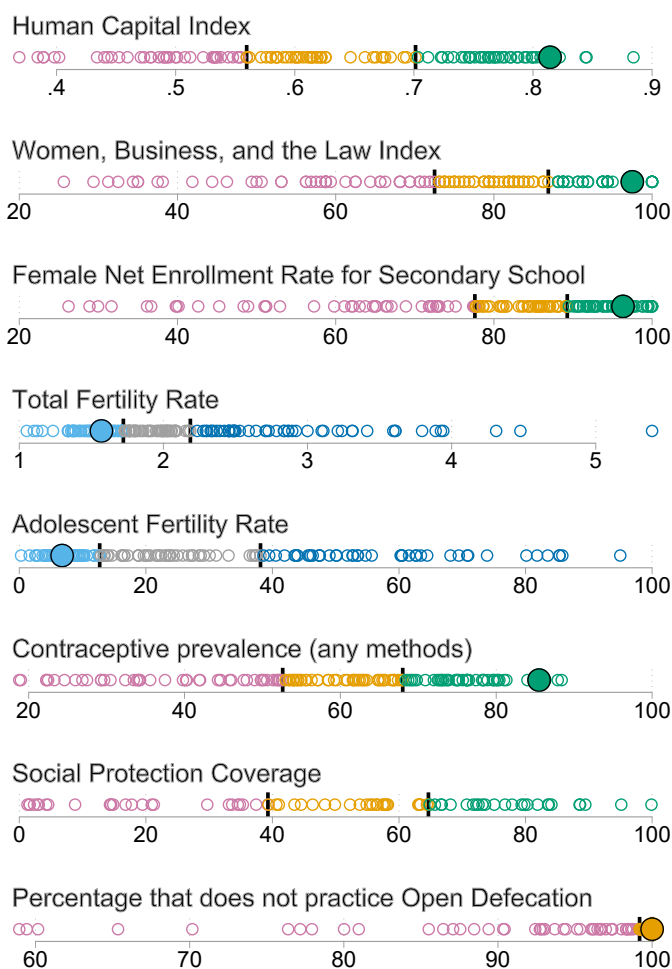 Human Capital Index
.4 .5 .6 .7 .8 .9
Women, Business, and the Law Index
20 40 60 80 100
Female Net Enrollment Rate for Secondary School
20 40 60 80 100
Total Fertility Rate
1 2 3 4 5
Adolescent Fertility Rate
0 20 40 60 80 100
Contraceptive prevalence (any methods)
20 40 60 80 100
Social Protection Coverage
0 20 40 60 80 100
Percentage that does not practice Open Defecation
60 70 80 90 100